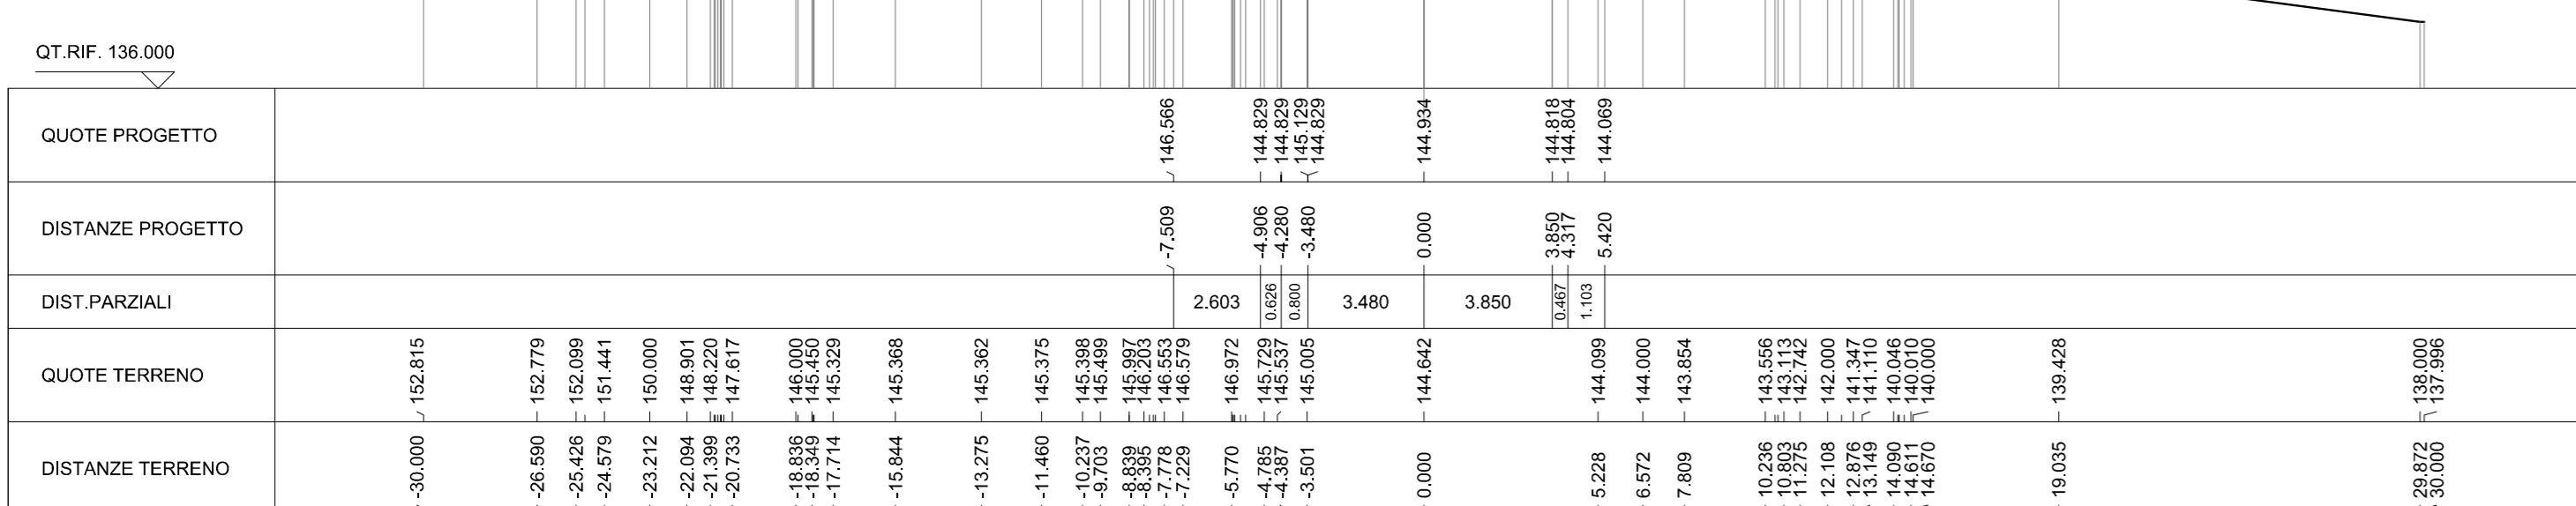 QT.RIF. 136.000
QUOTE PROGETTO 146.566 144.829 144.829 145.129 144.829 144.934 144.818 144.804 144.069
DISTANZE PROGETTO -7.509 -4.906 -4.280 -3.480 0.000 3.850 4.317 5.420
DIST.PARZIALI 2.603 0.626 0.800 3.480 3.850 0.467 1.103
QUOTE TERRENO 152.815 152.779 152.099 151.441 150.000 148.901 148.220 147.617 146.000 145.450 145.329 145.368 145.362 145.375 145.398 145.499 145.997 146.203 146.553 146.579 146.972 145.729 145.537 145.005 144.642 144.099 144.000 143.854 143.556 143.113 142.742 142.000 141.347 141.110 140.046 140.010 140.000 139.428 138.000 137.996
DISTANZE TERRENO -30.000 -26.590 -25.426 -24.579 -23.212 -22.094 -21.399 -20.733 -18.836 -18.349 -17.714 -15.844 -13.275 -11.460 -10.237 -9.703 -8.839 -8.395 -7.778 -7.229 -5.770 -4.785 -4.387 -3.501 0.000 5.228 6.572 7.809 10.236 10.803 11.275 12.108 12.876 13.149 14.090 14.611 14.670 19.035 29.872 30.000